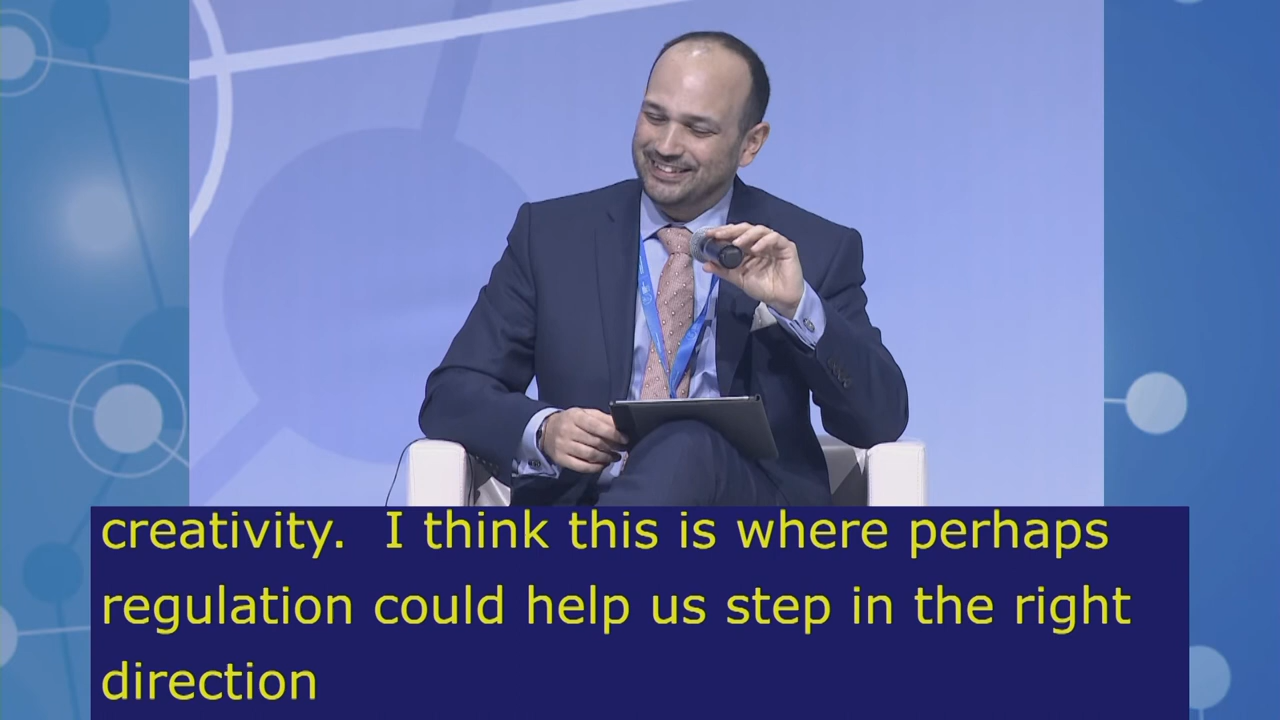 creativity.  I think this is where perhaps
regulation could help us step in the right
direction